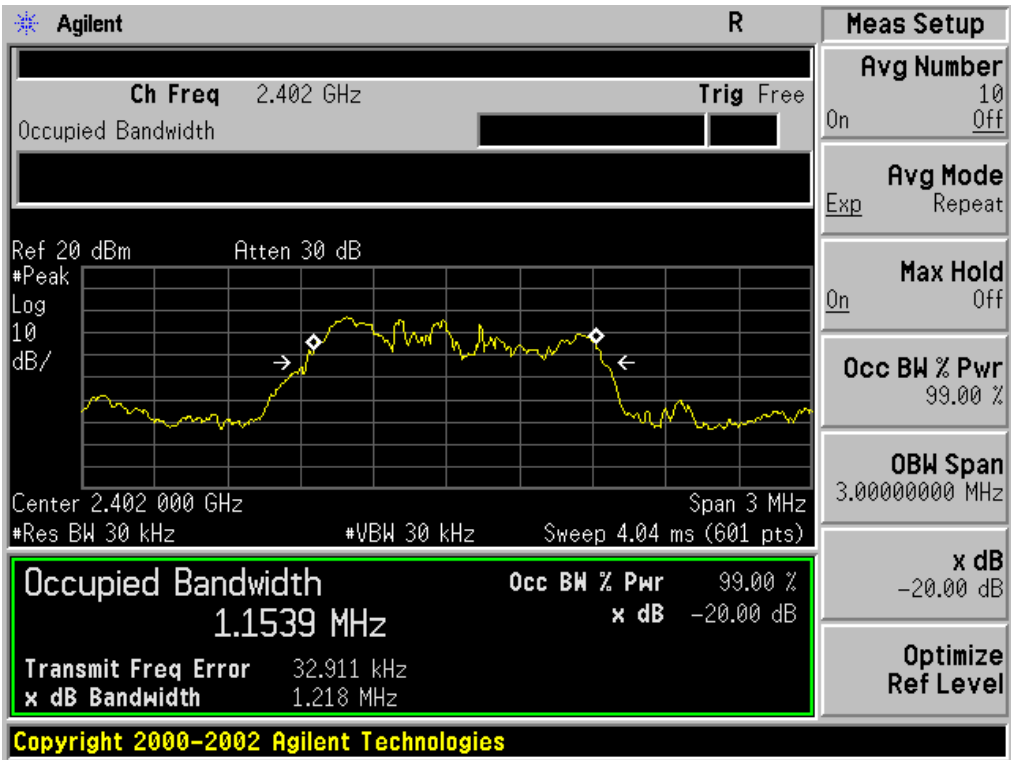 Agilent R Meas Setup
Ch Freq 2.402 GHz Trig Free
Occupied Bandwidth
Avg Number
10
On Off
Avg Mode
Exp Repeat
Max Hold
On Off
Occ BW % Pwr
99.00 %
OBW Span
3.00000000 MHz
x dB
-20.00 dB
Optimize
Ref Level
Ref 20 dBm Atten 30 dB
#Peak
Log
10
dB/
Center 2.402 000 GHz Span 3 MHz
#Res BW 30 kHz #VBW 30 kHz Sweep 4.04 ms (601 pts)
Occupied Bandwidth Occ BW % Pwr 99.00 %
1.1539 MHz x dB -20.00 dB
Transmit Freq Error 32.911 kHz
x dB Bandwidth 1.218 MHz
Copyright 2000-2002 Agilent Technologies